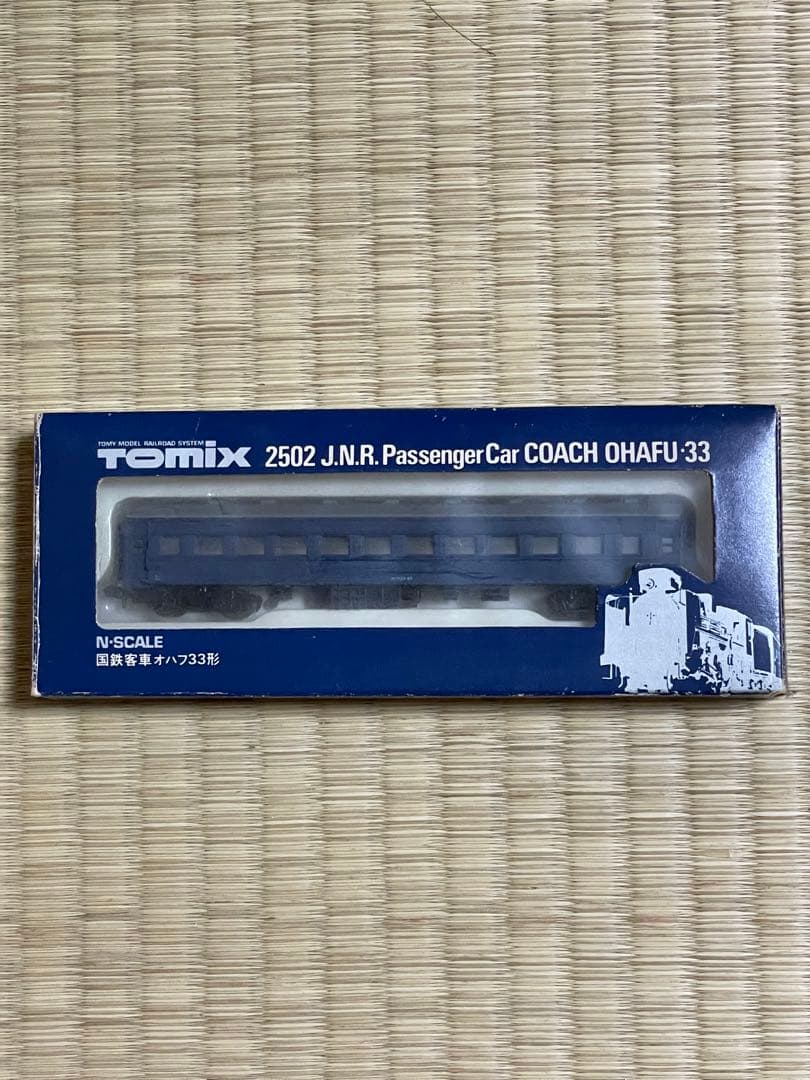 TOMY MODEL RAILROAD SYSTEM
TOMIX 2502 J.N.R. Passenger Car COACH OHAFU·33
N·SCALE
国鉄客車オハフ33形